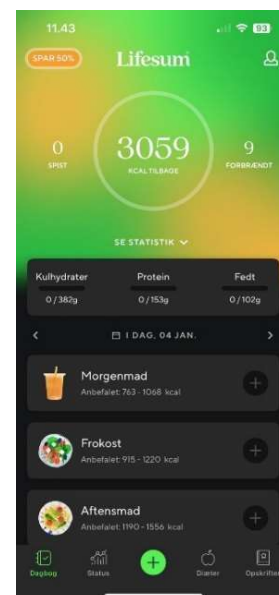 11.43
93
SPAR 50%
Lifesum
0
SPIST
3059
KCAL TILBAGE
9
FORBRÆNDT
SE STATISTIK
Kulhydrater
Protein
Fedt
0/382g
0/153g
0/102g
I DAG, 04 JAN.
Morgenmad
Anbefalet: 763 - 1068 kcal
Frokost
Anbefalet: 915 - 1220 kcal
Aftensmad
Anbefalet: 1190 - 1556 kcal
Dagbog
Status
Diæter
Opskrifter